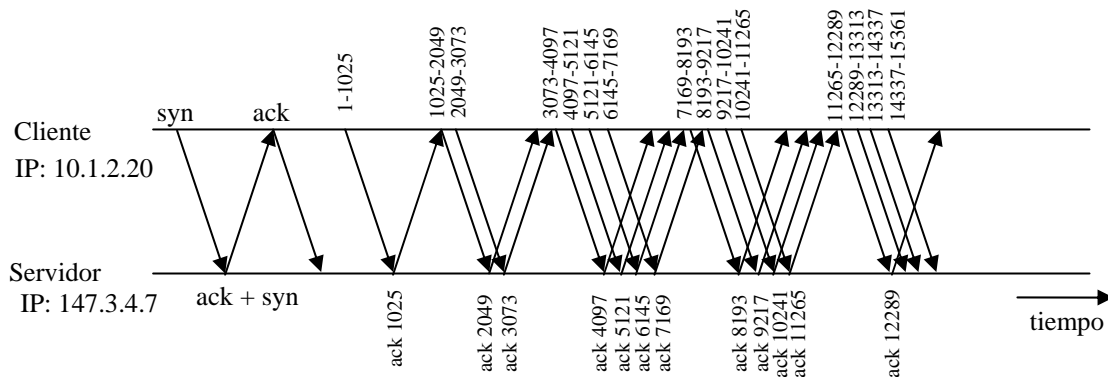 syn
ack
1-1025
1025-2049
2049-3073
3073-4097
4097-5121
5121-6145
6145-7169
7169-8193
8193-9217
9217-10241
10241-11265
11265-12289
12289-13313
13313-14337
14337-15361
Cliente
IP: 10.1.2.20
Servidor
IP: 147.3.4.7
ack + syn
ack 1025
ack 2049
ack 3073
ack 4097
ack 5121
ack 6145
ack 7169
ack 8193
ack 9217
ack 10241
ack 11265
ack 12289
tiempo